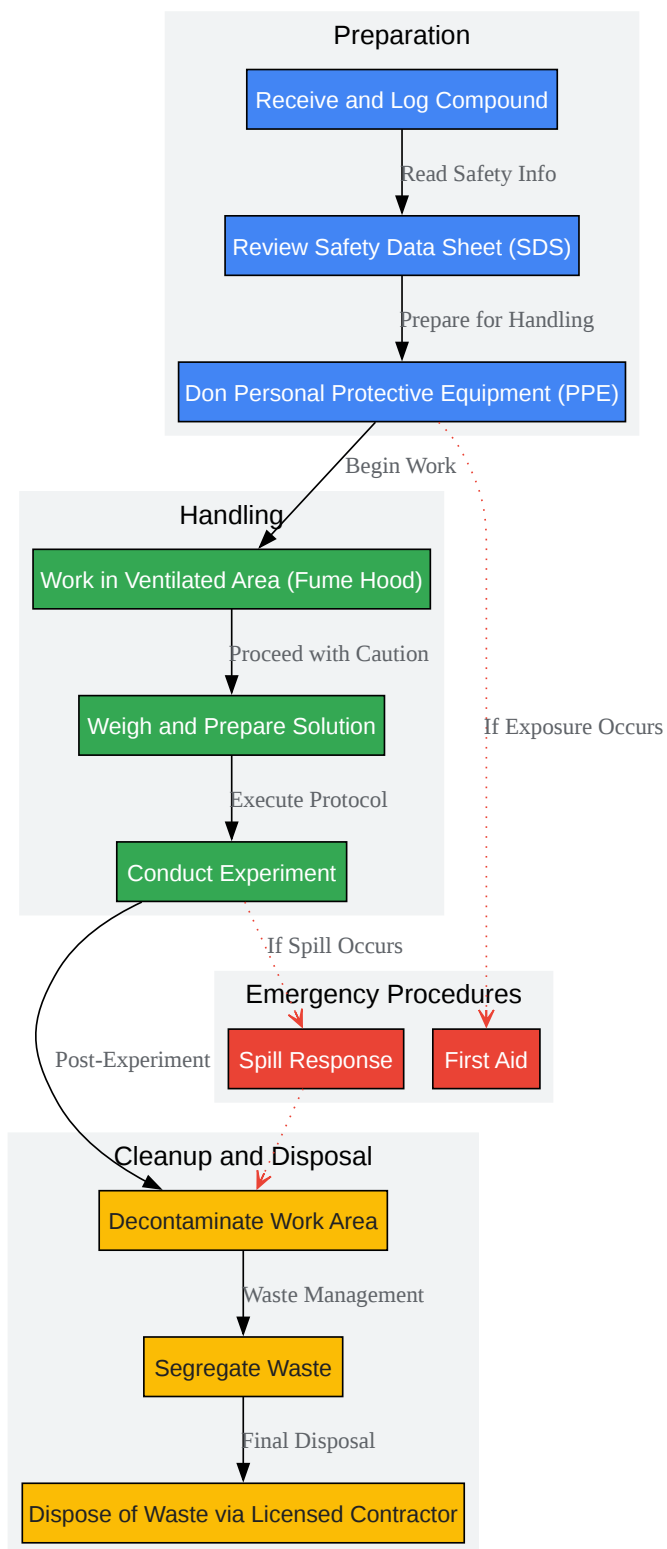 Preparation
Receive and Log Compound
Read Safety Info
Review Safety Data Sheet (SDS)
Prepare for Handling
Don Personal Protective Equipment (PPE)
Begin Work
Handling
Work in Ventilated Area (Fume Hood)
Proceed with Caution
Weigh and Prepare Solution
If Exposure Occurs
Execute Protocol
Conduct Experiment
If Spill Occurs
Emergency Procedures
Spill Response
First Aid
Post-Experiment
Cleanup and Disposal
Decontaminate Work Area
Waste Management
Segregate Waste
Final Disposal
Dispose of Waste via Licensed Contractor